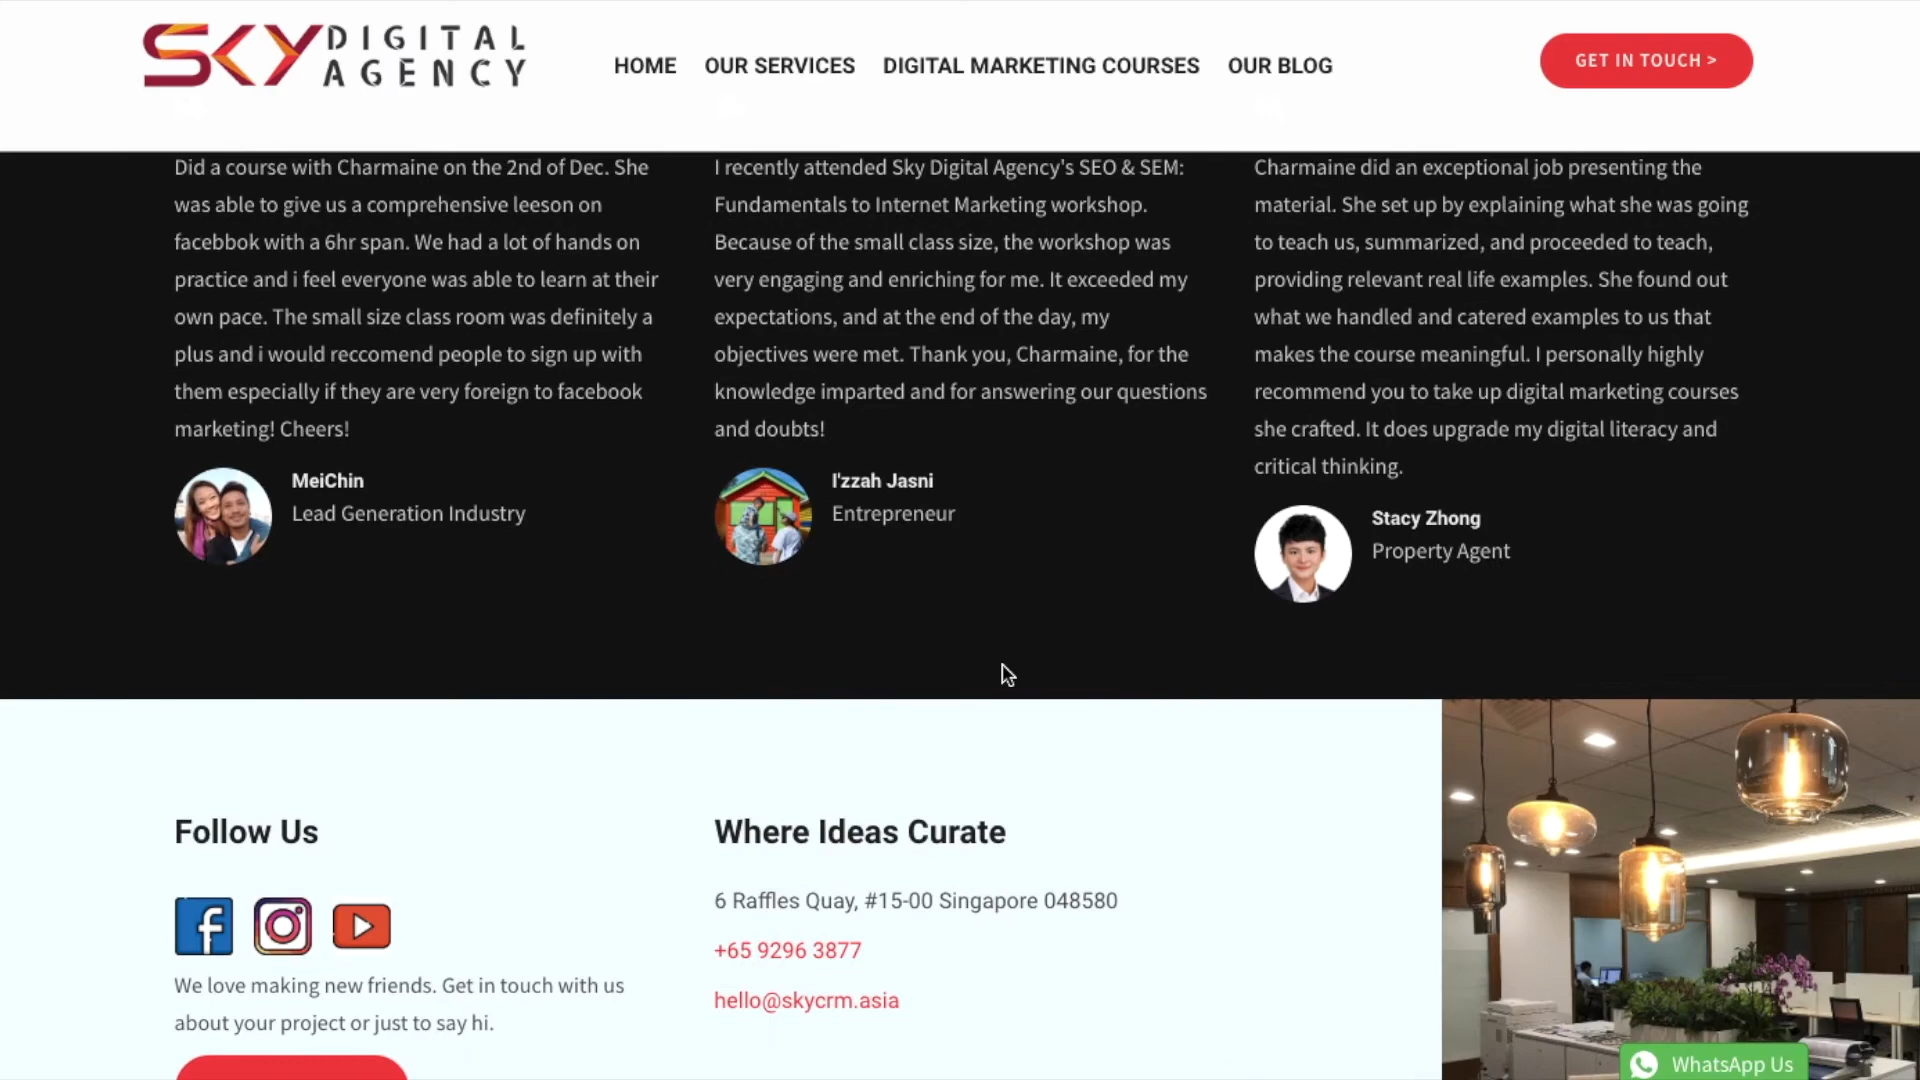 SKY DIGITAL
AGENCY
HOME OUR SERVICES DIGITAL MARKETING COURSES OUR BLOG
GET IN TOUCH >
Did a course with Charmaine on the 2nd of Dec. She
was able to give us a comprehensive leeson on
facebbok with a 6hr span. We had a lot of hands on
practice and i feel everyone was able to learn at their
own pace. The small size class room was definitely a
plus and i would reccomend people to sign up with
them especially if they are very foreign to facebook
marketing! Cheers!
MeiChin
Lead Generation Industry
I recently attended Sky Digital Agency's SEO & SEM:
Fundamentals to Internet Marketing workshop.
Because of the small class size, the workshop was
very engaging and enriching for me. It exceeded my
expectations, and at the end of the day, my
objectives were met. Thank you, Charmaine, for the
knowledge imparted and for answering our questions
and doubts!
I'zzah Jasni
Entrepreneur
Charmaine did an exceptional job presenting the
material. She set up by explaining what she was going
to teach us, summarized, and proceeded to teach,
providing relevant real life examples. She found out
what we handled and catered examples to us that
makes the course meaningful. I personally highly
recommend you to take up digital marketing courses
she crafted. It does upgrade my digital literacy and
critical thinking.
Stacy Zhong
Property Agent
Follow Us
We love making new friends. Get in touch with us
about your project or just to say hi.
Where Ideas Curate
6 Raffles Quay, #15-00 Singapore 048580
+65 9296 3877
hello@skycrm.asia
WhatsApp Us